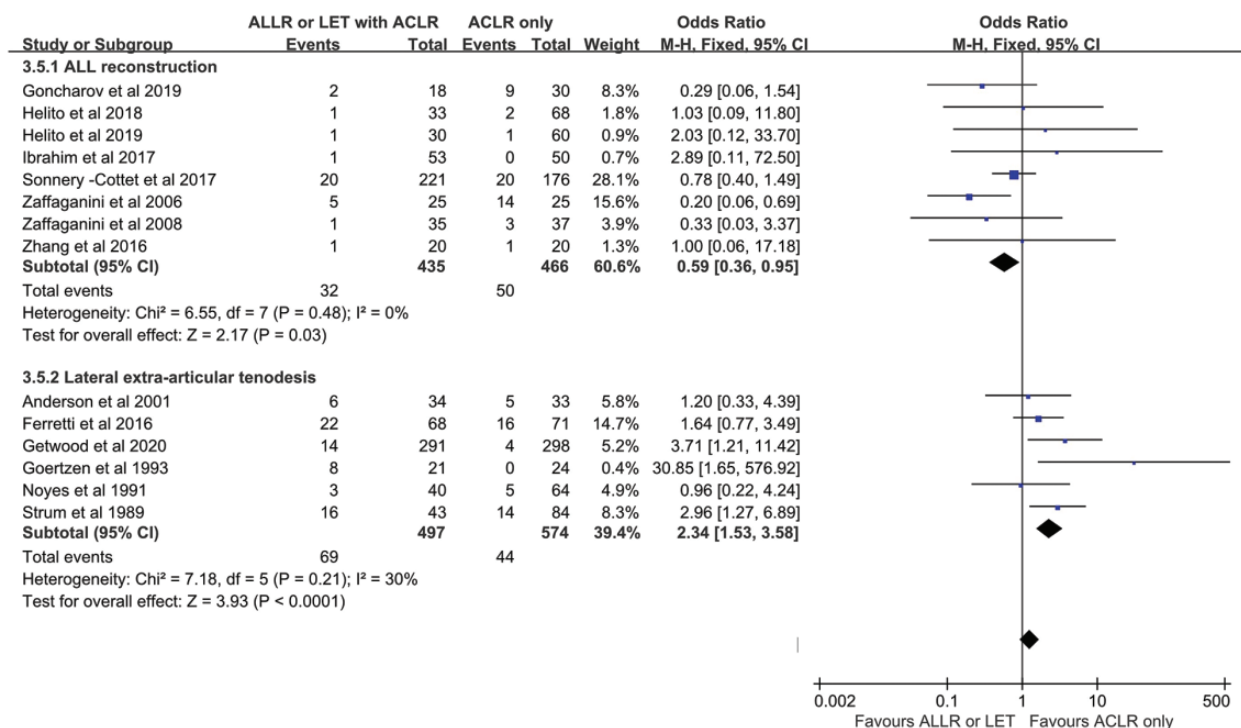 ALLR or LET with ACLR ACLR only Odds Ratio Odds Ratio
Study or Subgroup Events Total Events Total Weight M-H, Fixed, 95% CI M-H, Fixed, 95% CI
3.5.1 ALL reconstruction
Goncharov et al 2019 2 18 9 30 8.3% 0.29 [0.06, 1.54]
Helito et al 2018 1 33 2 68 1.8% 1.03 [0.09, 11.80]
Helito et al 2019 1 30 1 60 0.9% 2.03 [0.12, 33.70]
Ibrahim et al 2017 1 53 0 50 0.7% 2.89 [0.11, 72.50]
Sonnery -Cottet et al 2017 20 221 20 176 28.1% 0.78 [0.40, 1.49]
Zaffaganini et al 2006 5 25 14 25 15.6% 0.20 [0.06, 0.69]
Zaffaganini et al 2008 1 35 3 37 4.9% 0.33 [0.03, 3.37]
Zhang et al 2016 1 20 1 20 1.3% 1.00 [0.06, 17.18]
Subtotal (95% CI) 435 466 60.6% 0.59 [0.36, 0.95]
Total events 32 50
Heterogeneity: Chi² = 6.55, df = 7 (P = 0.48); I² = 0%
Test for overall effect: Z = 2.17 (P = 0.03)
3.5.2 Lateral extra-articular tenodesis
Anderson et al 2001 6 34 5 33 5.8% 1.20 [0.33, 4.39]
Ferretti et al 2016 22 68 16 71 14.7% 1.64 [0.77, 3.49]
Getwood et al 2020 14 291 4 298 5.2% 3.71 [1.21, 11.42]
Goertzen et al 1993 8 21 0 24 0.4% 30.85 [1.65, 576.92]
Noyes et al 1991 3 40 5 64 4.9% 0.96 [0.22, 4.24]
Strum et al 1989 16 43 14 84 8.3% 2.96 [1.27, 6.89]
Subtotal (95% CI) 497 574 39.4% 2.34 [1.53, 3.58]
Total events 69 44
Heterogeneity: Chi² = 7.18, df = 5 (P = 0.21); I² = 30%
Test for overall effect: Z = 3.93 (P < 0.0001)
0.002 0.1 1 10 500
Favours ALLR or LET Favours ACLR only